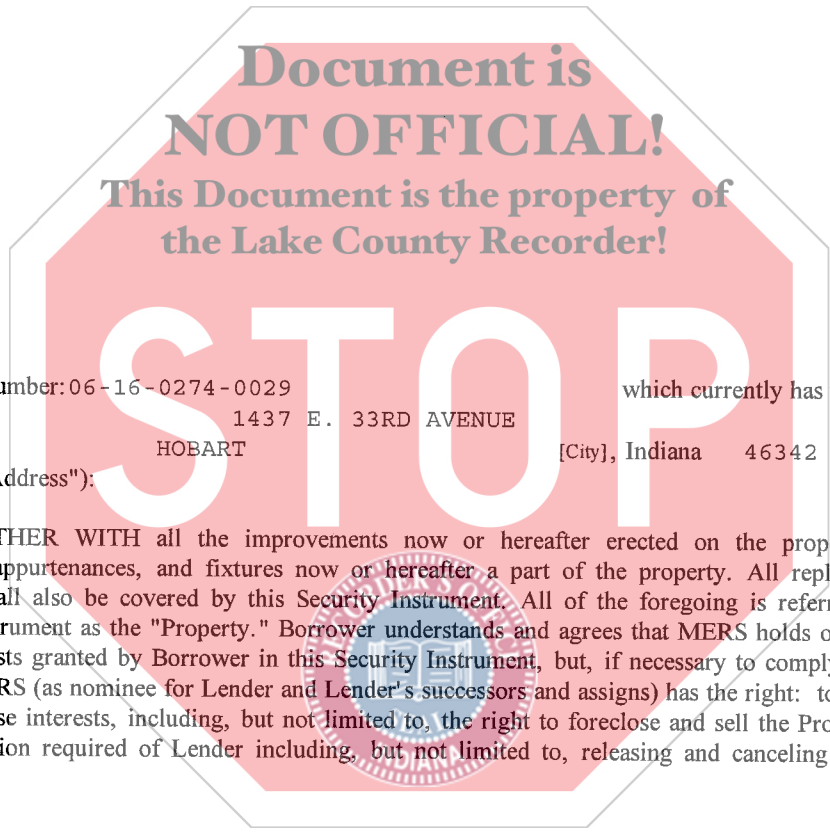 Document is
NOT OFFICIAL!
This Document is the property of
the Lake County Recorder!
STOP
umber: 06-16-0274-0029 which currently has
1437 E. 33RD AVENUE
HOBART [City], Indiana 46342
Address"):
THER WITH all the improvements now or hereafter erected on the prop
appurtenances, and fixtures now or hereafter a part of the property. All repl
all also be covered by this Security Instrument. All of the foregoing is referr
rument as the "Property." Borrower understands and agrees that MERS holds o
sts granted by Borrower in this Security Instrument, but, if necessary to comply
RS (as nominee for Lender and Lender's successors and assigns) has the right: to
se interests, including, but not limited to, the right to foreclose and sell the Pro
ion required of Lender including, but not limited to, releasing and canceling
INDIANA